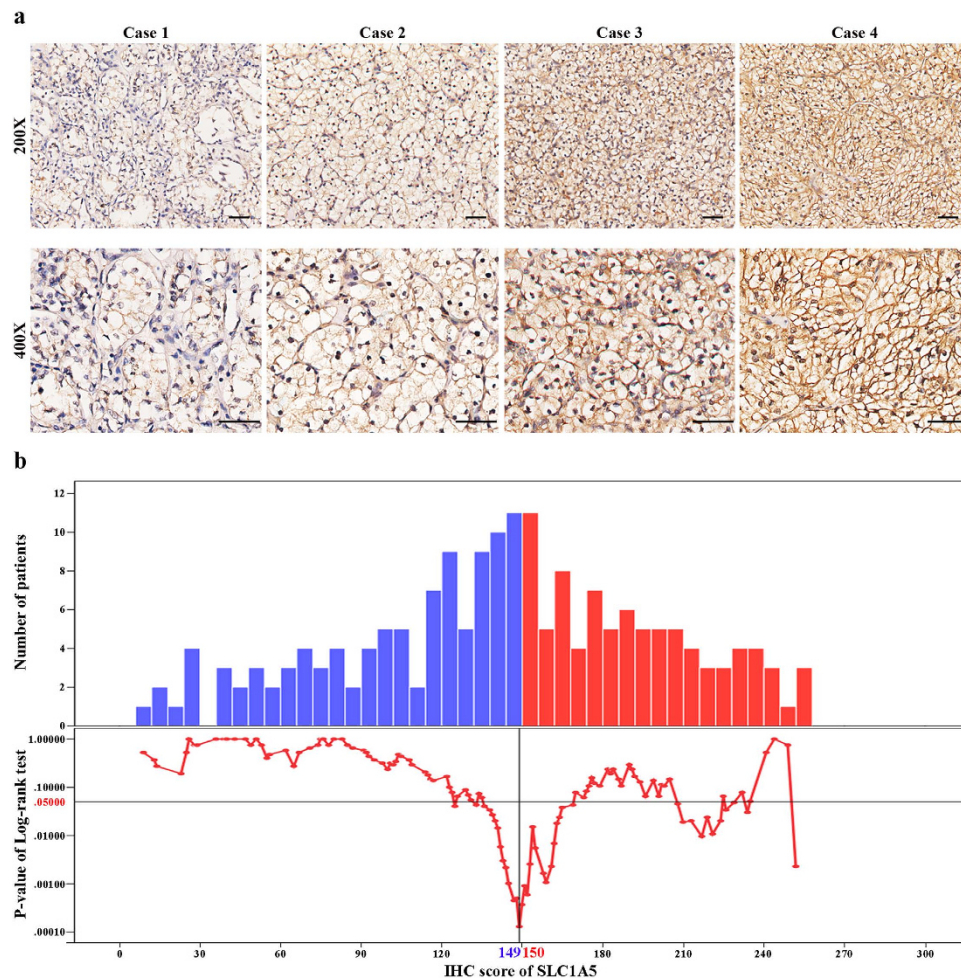 a
Case 1 Case 2 Case 3 Case 4
200X
400X
b
Number of patients
12
10
8
6
4
2
0
P-value of Log-rank test
1.00000
.10000
.05000
.01000
.00100
.00010
0 30 60 90 120 149 150 180 210 240 270 300
IHC score of SLC1A5